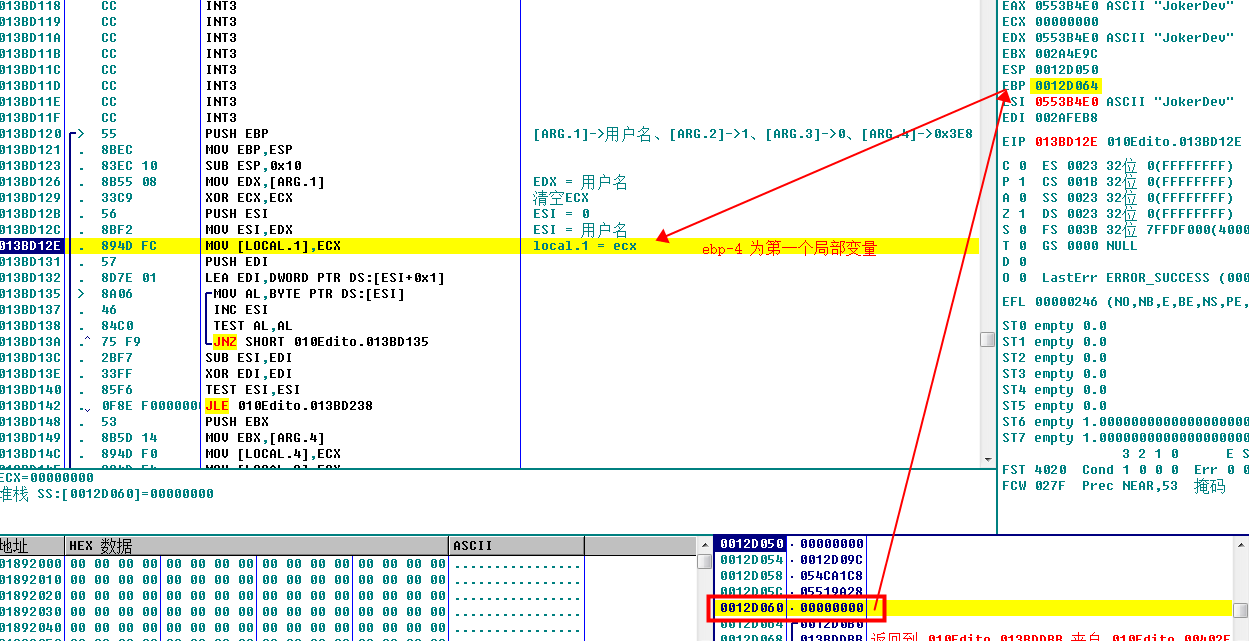 013BD118 CC INT3
013BD119 CC INT3
013BD11A CC INT3
013BD11B CC INT3
013BD11C CC INT3
013BD11D CC INT3
013BD11E CC INT3
013BD11F CC INT3
013BD120 > 55 PUSH EBP [ARG.1]->用户名、[ARG.2]->1、[ARG.3]->0、[ARG.4]->0x3E8
013BD121 . 8BEC MOV EBP,ESP
013BD123 . 83EC 10 SUB ESP,0x10
013BD126 . 8B55 08 MOV EDX,[ARG.1] EDX = 用户名
013BD129 . 33C9 XOR ECX,ECX 清空ECX
013BD12B . 56 PUSH ESI ESI = 0
013BD12C . 8BF2 MOV ESI,EDX ESI = 用户名
013BD12E . 894D FC MOV [LOCAL.1],ECX local.1 = ecx
ebp-4 为第一个局部变量
013BD131 . 57 PUSH EDI
013BD132 . 8D7E 01 LEA EDI,DWORD PTR DS:[ESI+0x1]
013BD135 > 8A06 MOV AL,BYTE PTR DS:[ESI]
013BD137 . 46 INC ESI
013BD138 . 84C0 TEST AL,AL
013BD13A .^ 75 F9 JNZ SHORT 010Edito.013BD135
013BD13C . 2BF7 SUB ESI,EDI
013BD13E . 33FF XOR EDI,EDI
013BD140 . 85F6 TEST ESI,ESI
013BD142 .v 0F8E F0000000 JLE 010Edito.013BD238
013BD148 . 53 PUSH EBX
013BD149 . 8B5D 14 MOV EBX,[ARG.4]
013BD14C . 894D F0 MOV [LOCAL.4],ECX
EAX 0553B4E0 ASCII "JokerDev"
ECX 00000000
EDX 0553B4E0 ASCII "JokerDev"
EBX 002A4E9C
ESP 0012D050
EBP 0012D064
ESI 0553B4E0 ASCII "JokerDev"
EDI 002AFEB8
EIP 013BD12E 010Edito.013BD12E
C 0 ES 0023 32位 0(FFFFFFFF)
P 1 CS 001B 32位 0(FFFFFFFF)
A 0 SS 0023 32位 0(FFFFFFFF)
Z 1 DS 0023 32位 0(FFFFFFFF)
S 0 FS 003B 32位 7FFDF000(4000
T 0 GS 0000 NULL
D 0
O 0 LastErr ERROR_SUCCESS (000
EFL 00000246 (NO,NB,E,BE,NS,PE,
ST0 empty 0.0
ST1 empty 0.0
ST2 empty 0.0
ST3 empty 0.0
ST4 empty 0.0
ST5 empty 0.0
ST6 empty 1.0000000000000000000
ST7 empty 1.0000000000000000000
3 2 1 0 E S
FST 4020 Cond 1 0 0 0 Err 0 0
FCW 027F Prec NEAR,53 掩码
ECX=00000000
堆栈 SS:[0012D060]=00000000
地址 HEX 数据 ASCII
01892000 00 00 00 00 00 00 00 00 00 00 00 00 00 00 00 00 ................
01892010 00 00 00 00 00 00 00 00 00 00 00 00 00 00 00 00 ................
01892020 00 00 00 00 00 00 00 00 00 00 00 00 00 00 00 00 ................
01892030 00 00 00 00 00 00 00 00 00 00 00 00 00 00 00 00 ................
01892040 00 00 00 00 00 00 00 00 00 00 00 00 00 00 00 00 ................
0012D050 00000000
0012D054 0012D09C
0012D058 054CA1C8
0012D05C 05519A28
0012D060 00000000
0012D064 0012D0B0
0012D068 013BDDBB 返回到 010Edito.013BDDBB 来自 010Edito.